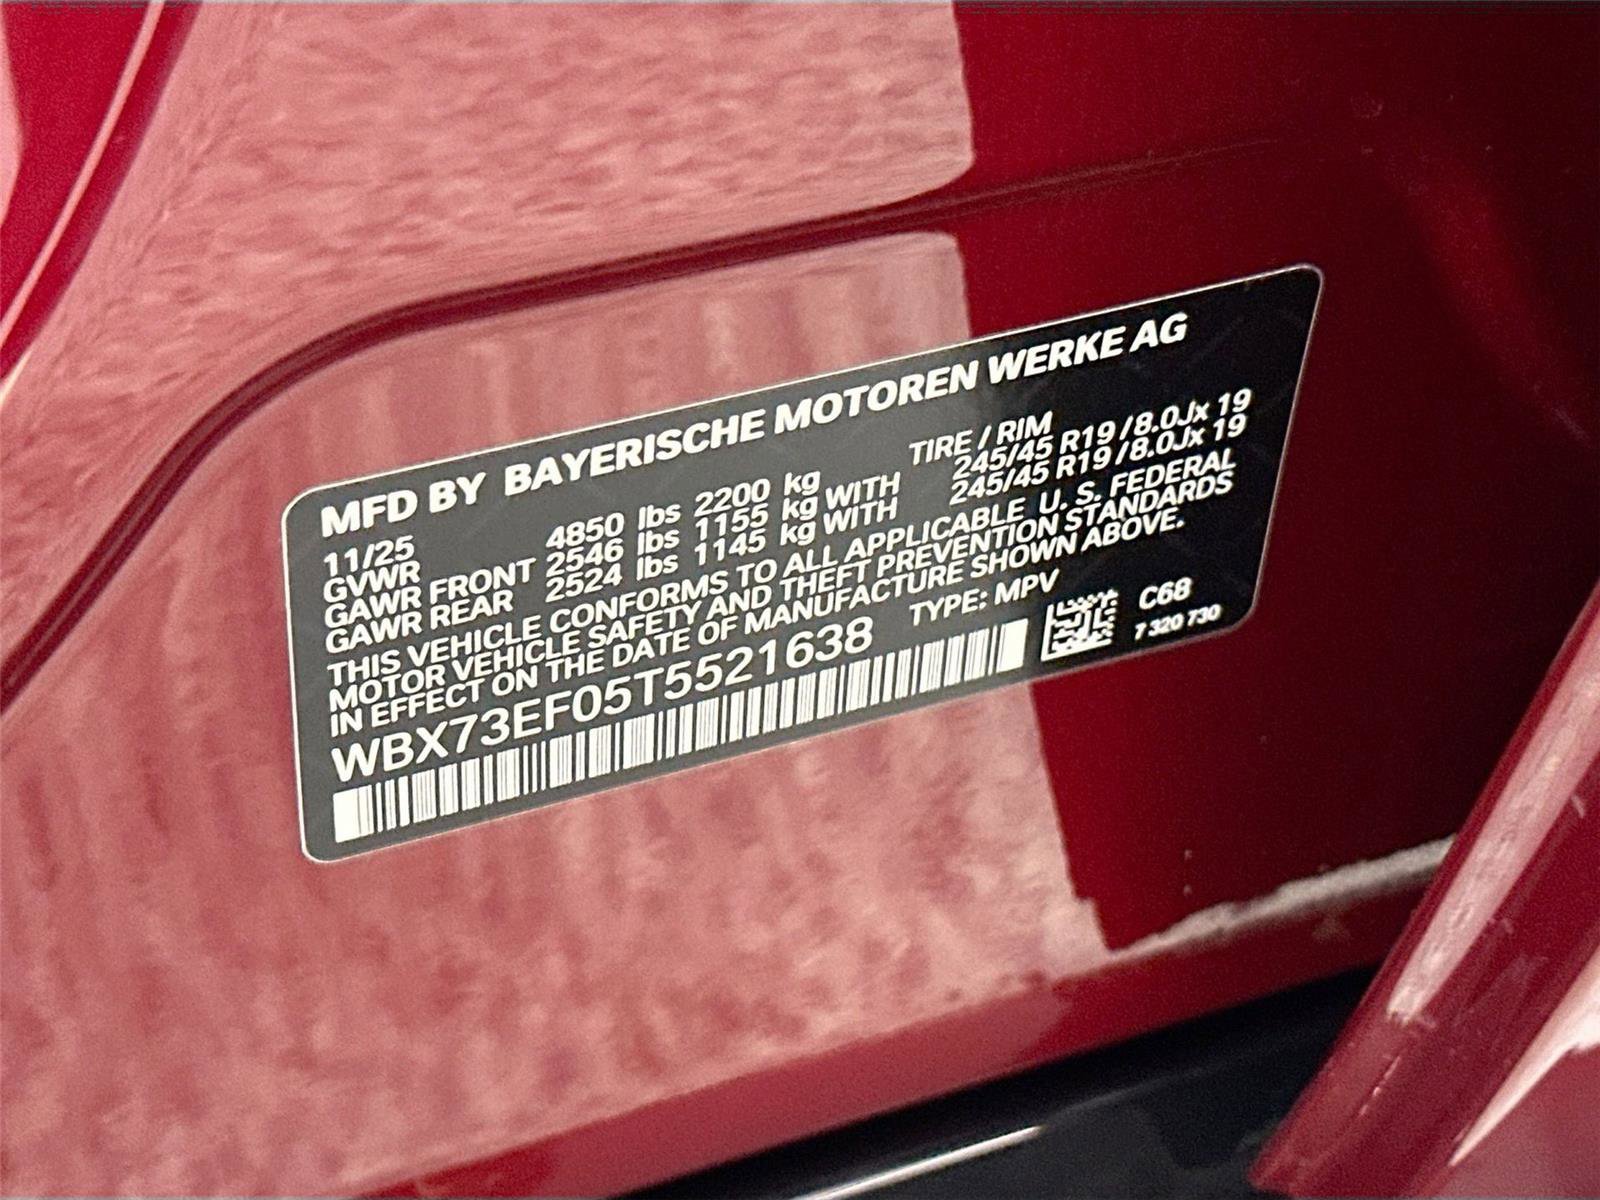 MFD BY BAYERISCHE MOTOREN WERKE AG
11/25 TIRE / RIM
GVWR 4850 lbs 2200 kg
GAWR FRONT 2546 lbs 1155 kg WITH 245/45 R19 / 8.0Jx 19
GAWR REAR 2524 lbs 1145 kg WITH 245/45 R19 / 8.0Jx 19
THIS VEHICLE CONFORMS TO ALL APPLICABLE U. S. FEDERAL
MOTOR VEHICLE SAFETY AND THEFT PREVENTION STANDARDS
IN EFFECT ON THE DATE OF MANUFACTURE SHOWN ABOVE.
WBX73EF05T5521638 TYPE: MPV
C68
7 320 730